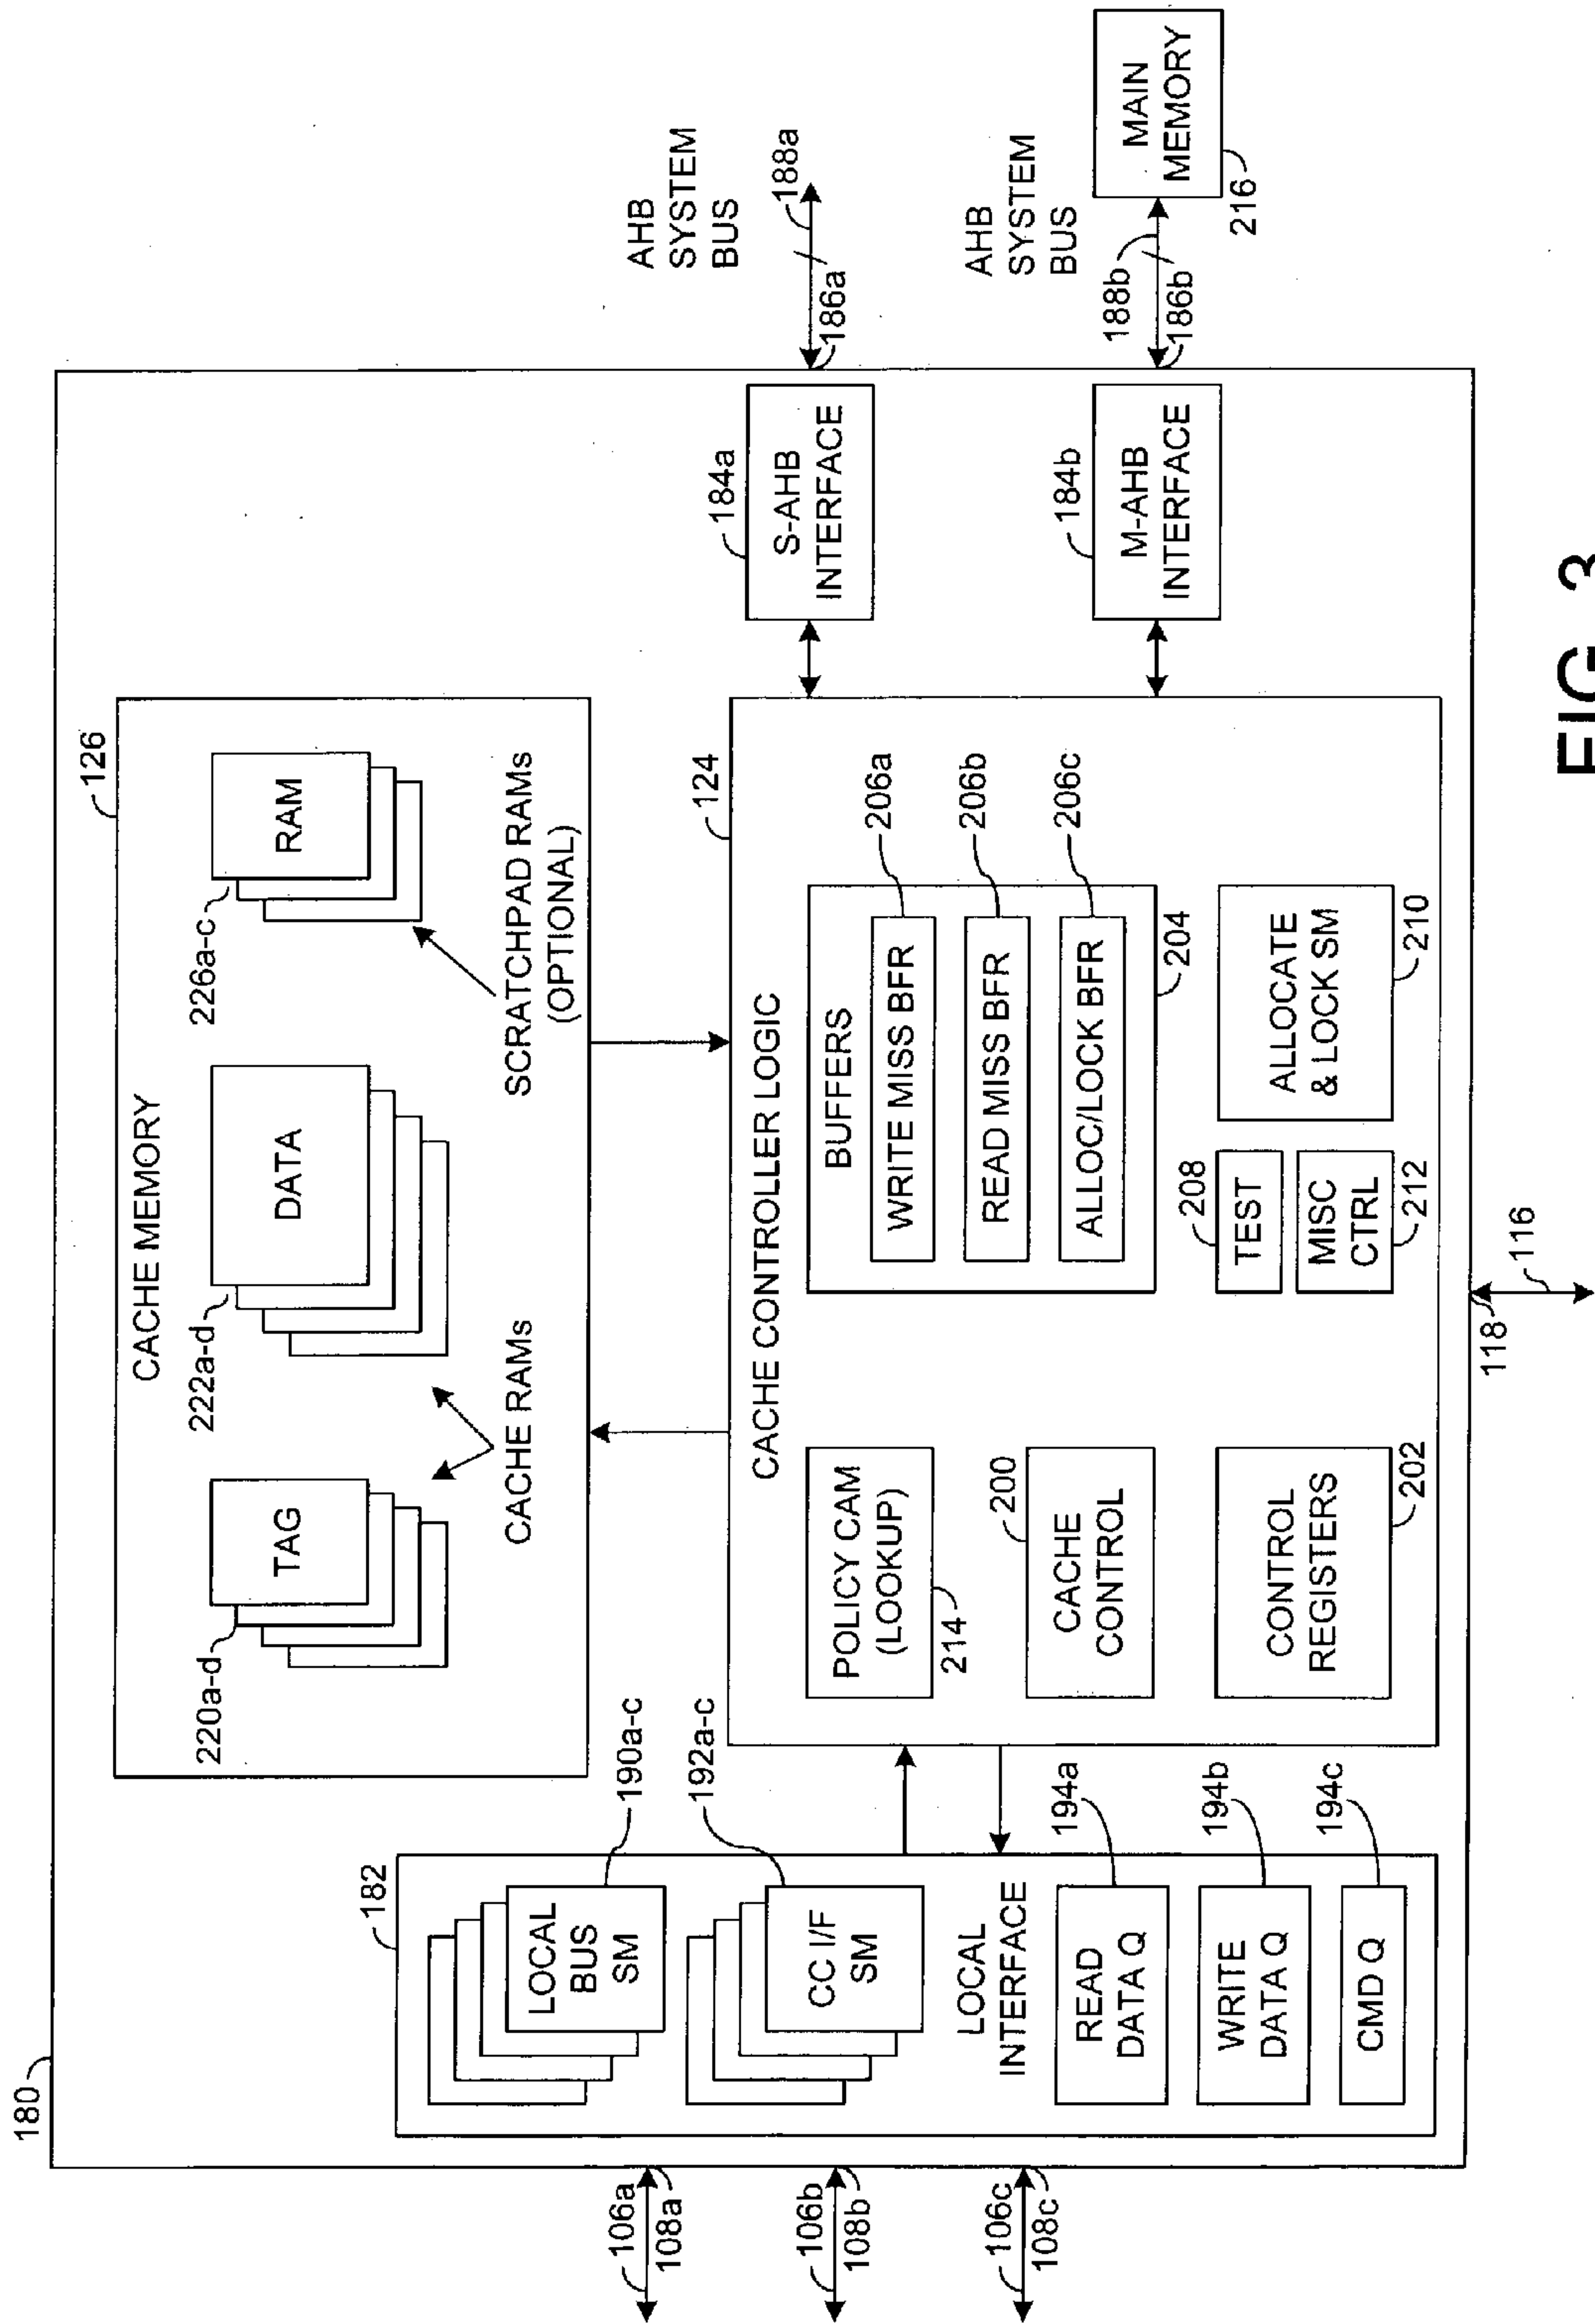 180
CACHE MEMORY
126
220a-d
TAG
222a-d
DATA
226a-c
RAM
CACHE RAMs
SCRATCHPAD RAMs
(OPTIONAL)
182
LOCAL
BUS
SM
190a-c
CC I/F
SM
192a-c
LOCAL
INTERFACE
READ
DATA Q
194a
WRITE
DATA Q
194b
CMD Q
194c
106a
108a
106b
108b
106c
108c
CACHE CONTROLLER LOGIC
124
POLICY CAM
(LOOKUP)
214
CACHE
CONTROL
200
CONTROL
REGISTERS
202
BUFFERS
WRITE MISS BFR
206a
READ MISS BFR
206b
ALLOC/LOCK BFR
206c
204
TEST
208
MISC
CTRL
212
ALLOCATE
& LOCK SM
210
118
116
184a
S-AHB
INTERFACE
186a
188a
AHB
SYSTEM
BUS
184b
M-AHB
INTERFACE
186b
188b
AHB
SYSTEM
BUS
MAIN
MEMORY
216
FIG. 3